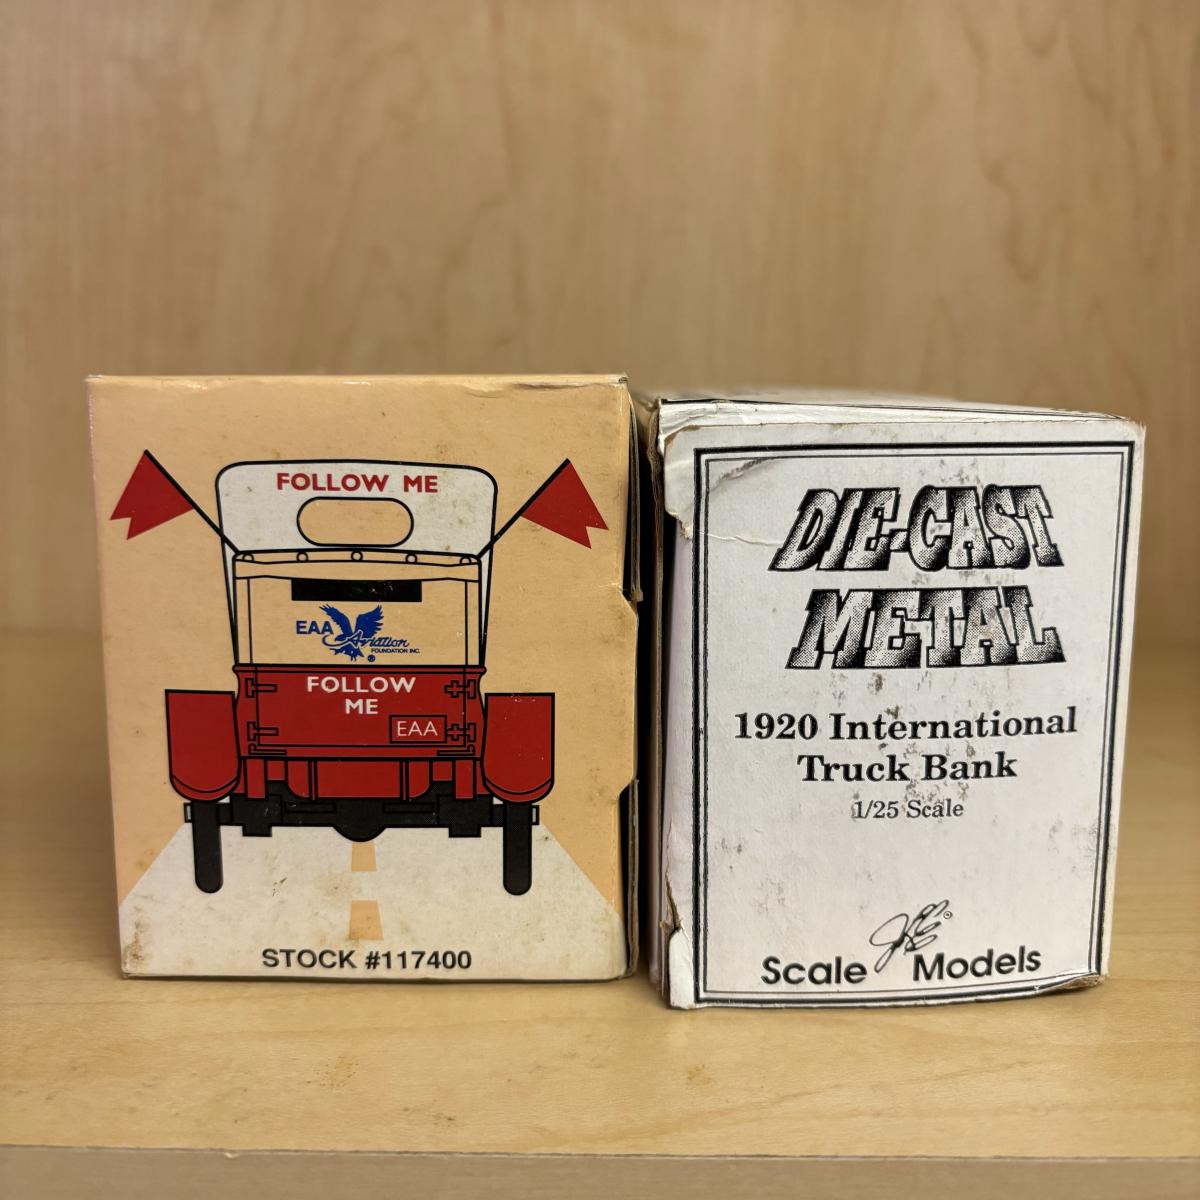 FOLLOW ME
EAA Aviation
FOUNDATION INC.
®
FOLLOW
ME
EAA
STOCK #117400
DIE-CAST
METAL
1920 International
Truck Bank
1/25 Scale
JLE ©
Scale Models